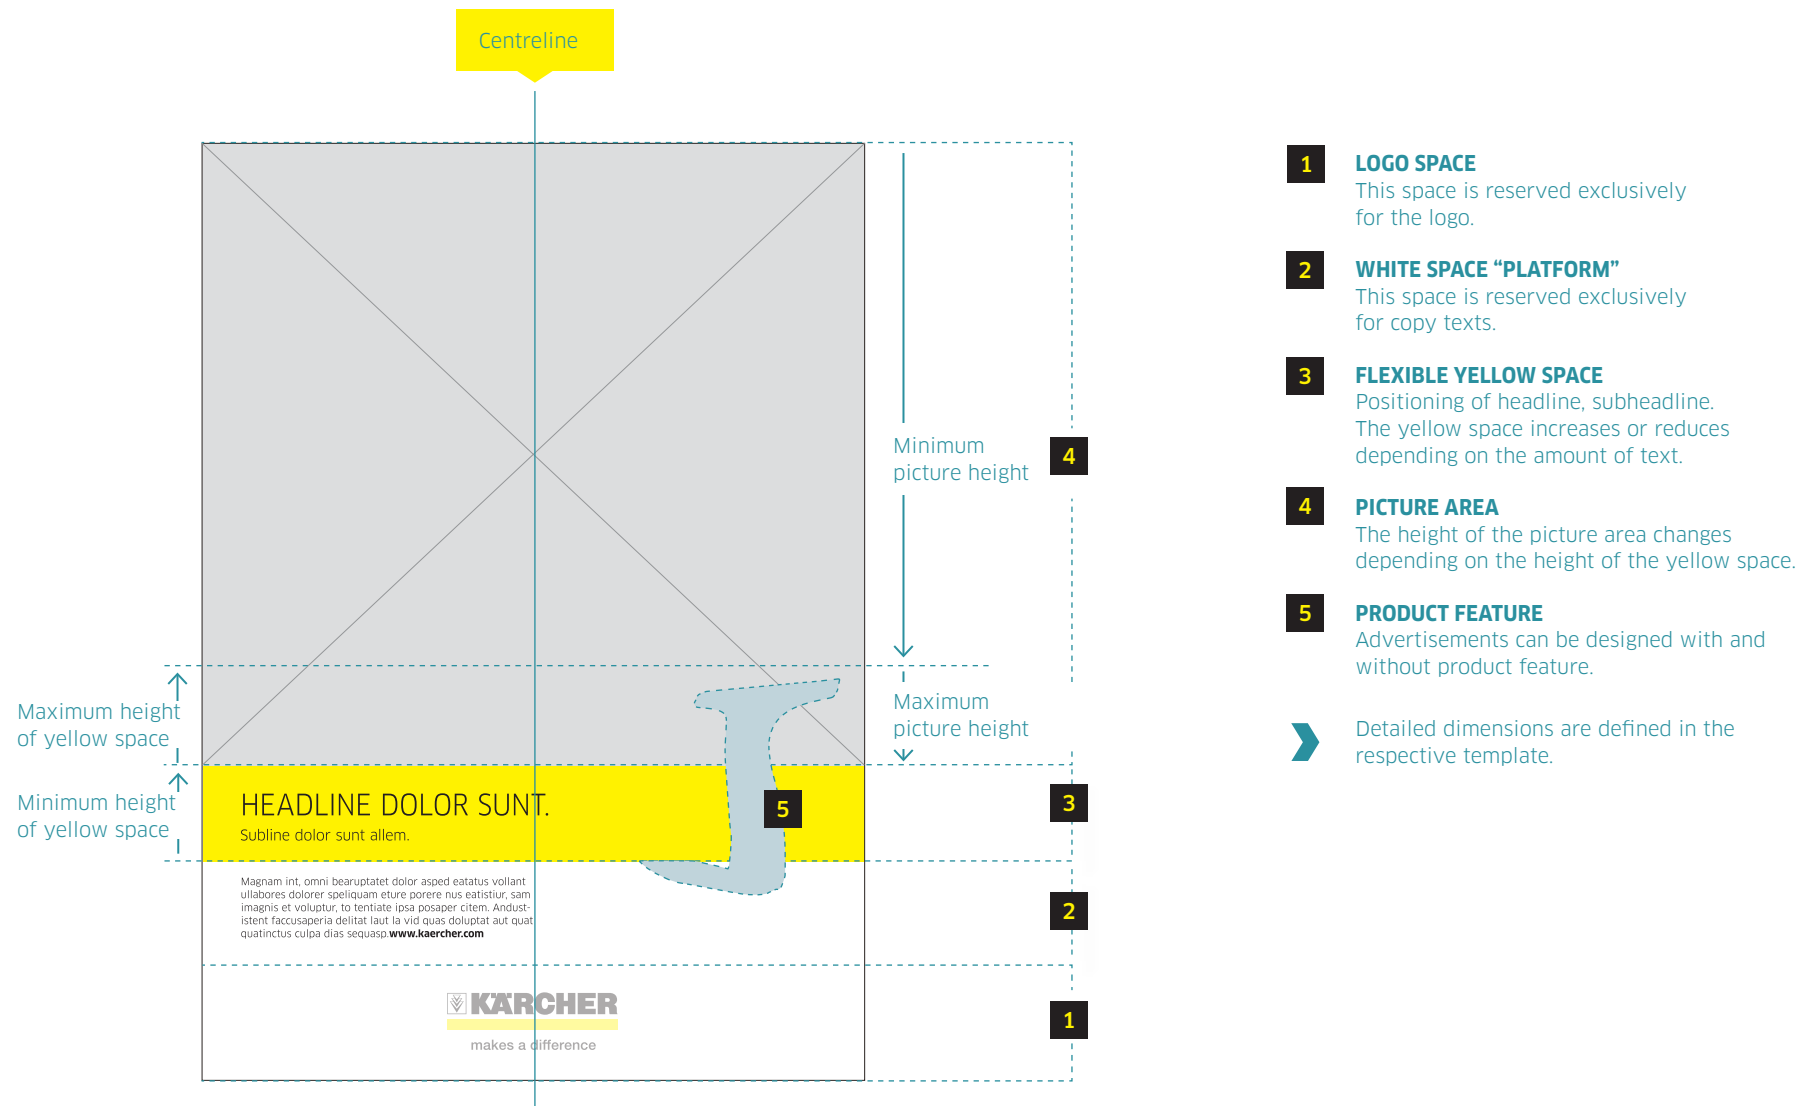 Centreline
Minimum
picture height
4
Maximum height
of yellow space
Maximum
picture height
Minimum height
of yellow space
HEADLINE DOLOR SUNT.
Subline dolor sunt allem.
5
3
Magnam int, omni bearuptatet dolor asped eatatus vollant
ullabores dolorer speliquam eture porere nus eatistiur, sam
imagnis et voluptur, to tentiate ipsa posaper citem. Andust-
istent faccusaperia delitat laut la vid quas doluptat aut quat
quatinctus culpa dias sequasp.www.kaercher.com
2
KÄRCHER
makes a difference
1
1 LOGO SPACE
This space is reserved exclusively
for the logo.
2 WHITE SPACE “PLATFORM”
This space is reserved exclusively
for copy texts.
3 FLEXIBLE YELLOW SPACE
Positioning of headline, subheadline.
The yellow space increases or reduces
depending on the amount of text.
4 PICTURE AREA
The height of the picture area changes
depending on the height of the yellow space.
5 PRODUCT FEATURE
Advertisements can be designed with and
without product feature.
Detailed dimensions are defined in the
respective template.